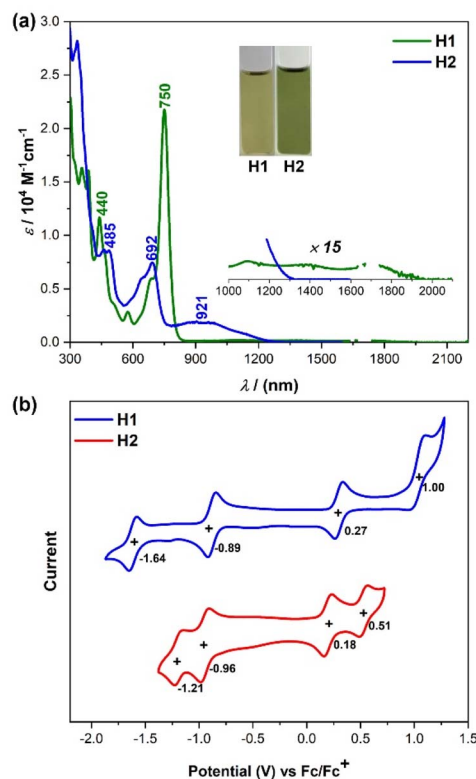 (a)
H1
H2
3.0
2.5
2.0
1.5
1.0
0.5
0.0
ε / 10⁴ M⁻¹cm⁻¹
750
440
485
692
921
H1 H2
× 15
1000 1200 1400 1600 1800 2000
300 600 900 1200 1500 1800 2100
λ / (nm)
(b)
H1
H2
Current
1.00
0.27
-0.89
-1.64
0.51
0.18
-0.96
-1.21
-2.0 -1.5 -1.0 -0.5 0.0 0.5 1.0 1.5
Potential (V) vs Fc/Fc⁺